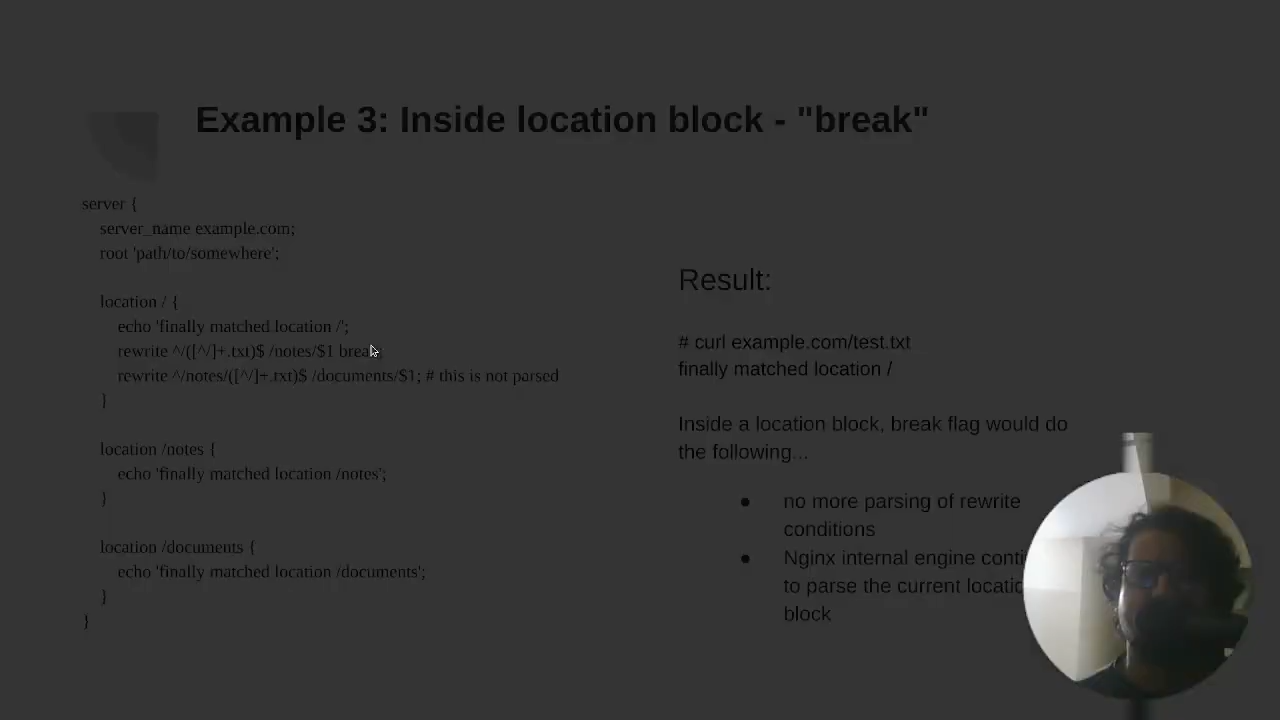 Example 3: Inside location block - "break"
server {
server_name example.com;
root 'path/to/somewhere';
location / {
echo 'finally matched location /';
rewrite ^/([^/]+.txt)$ /notes/$1 break
rewrite ^/notes/([^/]+.txt)$ /documents/$1; # this is not parsed
}
location /notes {
echo 'finally matched location /notes';
}
location /documents {
echo 'finally matched location /documents';
}
}
Result:
# curl example.com/test.txt
finally matched location /
Inside a location block, break flag would do
the following...
● no more parsing of rewrite
conditions
● Nginx internal engine
to parse the current
block